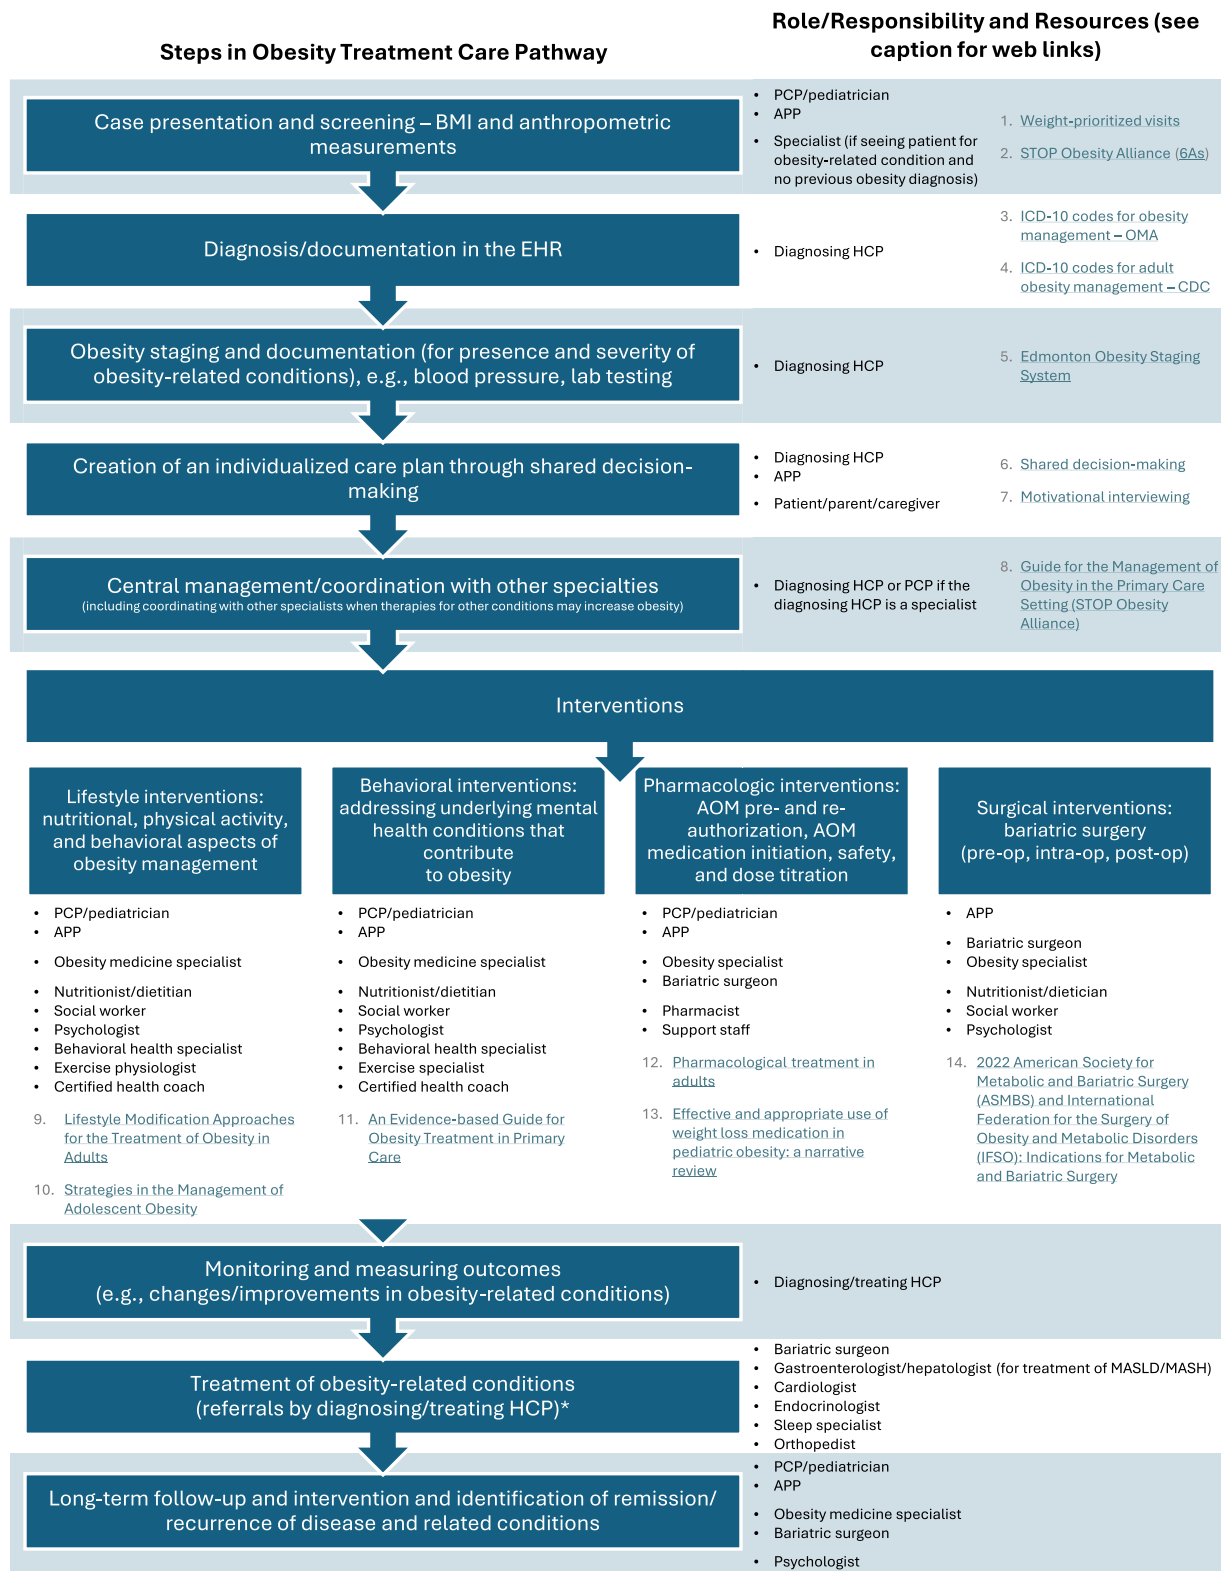 Steps in Obesity Treatment Care Pathway
Role/Responsibility and Resources (see
caption for web links)
Case presentation and screening – BMI and anthropometric
measurements
• PCP/pediatrician
• APP
• Specialist (if seeing patient for
obesity-related condition and
no previous obesity diagnosis)
1. Weight-prioritized visits
2. STOP Obesity Alliance (6As)
Diagnosis/documentation in the EHR
• Diagnosing HCP
3. ICD-10 codes for obesity
management – OMA
4. ICD-10 codes for adult
obesity management – CDC
Obesity staging and documentation (for presence and severity of
obesity-related conditions), e.g., blood pressure, lab testing
• Diagnosing HCP
5. Edmonton Obesity Staging
System
Creation of an individualized care plan through shared decision-
making
• Diagnosing HCP
• APP
• Patient/parent/caregiver
6. Shared decision-making
7. Motivational interviewing
Central management/coordination with other specialties
(including coordinating with other specialists when therapies for other conditions may increase obesity)
• Diagnosing HCP or PCP if the
diagnosing HCP is a specialist
8. Guide for the Management of
Obesity in the Primary Care
Setting (STOP Obesity
Alliance)
Interventions
Lifestyle interventions:
nutritional, physical activity,
and behavioral aspects of
obesity management
• PCP/pediatrician
• APP
• Obesity medicine specialist
• Nutritionist/dietitian
• Social worker
• Psychologist
• Behavioral health specialist
• Exercise physiologist
• Certified health coach
9. Lifestyle Modification Approaches
for the Treatment of Obesity in
Adults
10. Strategies in the Management of
Adolescent Obesity
Behavioral interventions:
addressing underlying mental
health conditions that
contribute
to obesity
• PCP/pediatrician
• APP
• Obesity medicine specialist
• Nutritionist/dietitian
• Social worker
• Psychologist
• Behavioral health specialist
• Exercise specialist
• Certified health coach
11. An Evidence-based Guide for
Obesity Treatment in Primary
Care
Pharmacologic interventions:
AOM pre- and re-
authorization, AOM
medication initiation, safety,
and dose titration
• PCP/pediatrician
• APP
• Obesity specialist
• Bariatric surgeon
• Pharmacist
• Support staff
12. Pharmacological treatment in
adults
13. Effective and appropriate use of
weight loss medication in
pediatric obesity: a narrative
review
Surgical interventions:
bariatric surgery
(pre-op, intra-op, post-op)
• APP
• Bariatric surgeon
• Obesity specialist
• Nutritionist/dietician
• Social worker
• Psychologist
14. 2022 American Society for
Metabolic and Bariatric Surgery
(ASMBS) and International
Federation for the Surgery of
Obesity and Metabolic Disorders
(IFSO): Indications for Metabolic
and Bariatric Surgery
Monitoring and measuring outcomes
(e.g., changes/improvements in obesity-related conditions)
• Diagnosing/treating HCP
Treatment of obesity-related conditions
(referrals by diagnosing/treating HCP)*
• Bariatric surgeon
• Gastroenterologist/hepatologist (for treatment of MASLD/MASH)
• Cardiologist
• Endocrinologist
• Sleep specialist
• Orthopedist
Long-term follow-up and intervention and identification of remission/
recurrence of disease and related conditions
• PCP/pediatrician
• APP
• Obesity medicine specialist
• Bariatric surgeon
• Psychologist